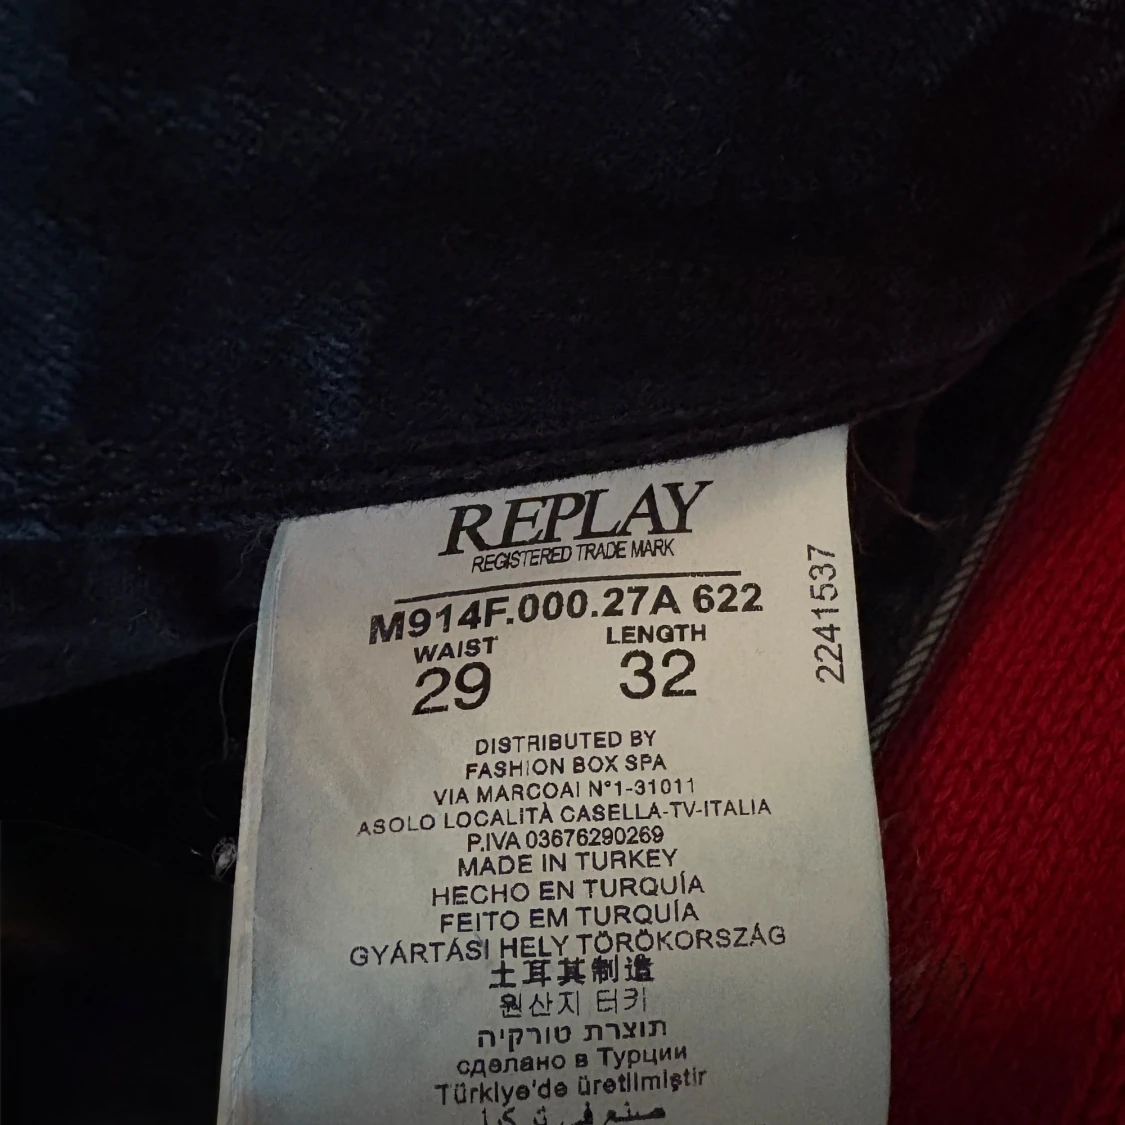 REPLAY
REGISTERED TRADE MARK
M914F.000.27A 622
WAIST LENGTH
29 32
2241537
DISTRIBUTED BY
FASHION BOX SPA
VIA MARCOAI N°1-31011
ASOLO LOCALITÀ CASELLA-TV-ITALIA
P.IVA 03676290269
MADE IN TURKEY
HECHO EN TURQUÍA
FEITO EM TURQUÍA
GYÁRTÁSI HELY TÖRÖKORSZÁG
土耳其制造
원산지 터키
תוצרת טורקיה
сделано в Турции
Türkiye'de üretilmiştir
صنع في تركيا